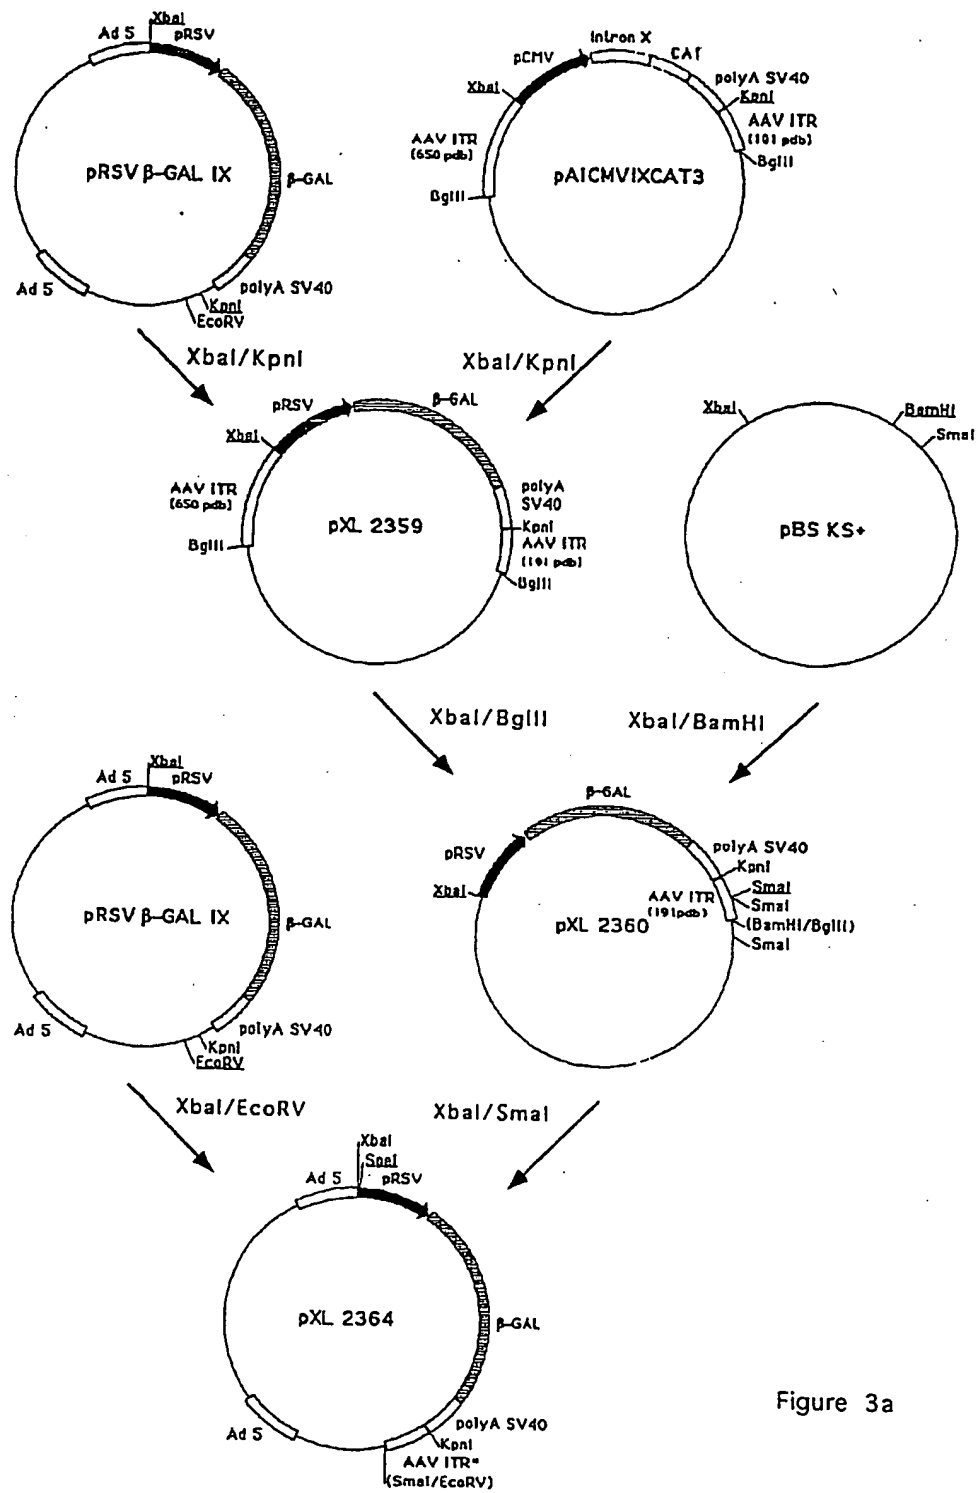 XbaI
Ad 5
pRSV
pRSV β-GAL IX
β-GAL
Ad 5
polyA SV40
KpnI
EcoRV
pCMV
Intron X
CAT
XbaI
polyA SV40
KpnI
AAV ITR
(650 pdb)
AAV ITR
BglII
BglII
pAICMVIXCAT3
XbaI/KpnI
XbaI/KpnI
pRSV
β-GAL
XbaI
AAV ITR
(650 pdb)
polyA
SV40
pXL 2359
KpnI
AAV ITR
BglII
BglII
XbaI
BamHI
SmaI
pBS KS+
XbaI/BglII
XbaI/BamHI
XbaI
Ad 5
pRSV
pRSV β-GAL IX
β-GAL
Ad 5
polyA SV40
KpnI
EcoRV
β-GAL
pRSV
polyA SV40
KpnI
XbaI
AAV ITR
(191pdb)
SmaI
SmaI
(BamHI/BglII)
SmaI
pXL 2360
XbaI/EcoRV
XbaI/SmaI
XbaI
SpeI
Ad 5
pRSV
pXL 2364
β-GAL
Ad 5
polyA SV40
KpnI
AAV ITR*
(SmaI/EcoRV)
Figure 3a